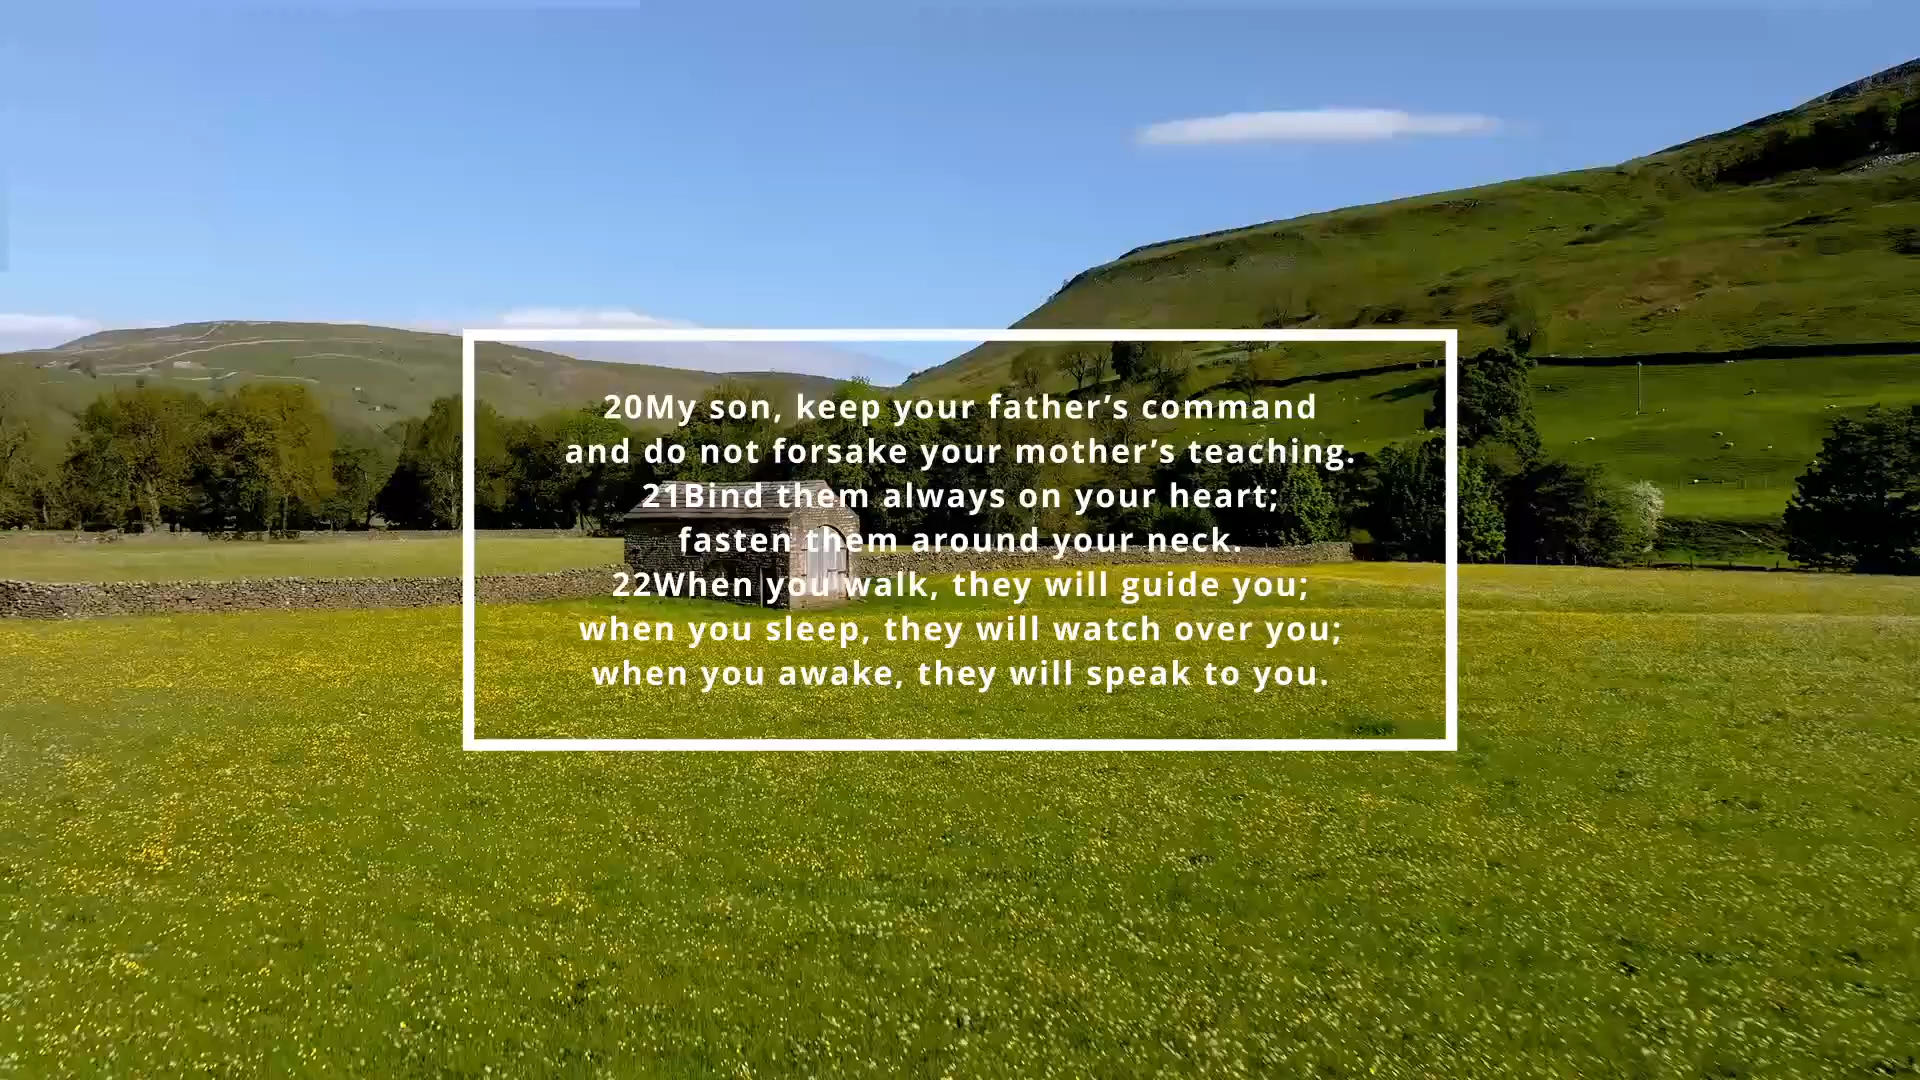 20My son, keep your father’s command
and do not forsake your mother’s teaching.
21Bind them always on your heart;
fasten them around your neck.
22When you walk, they will guide you;
when you sleep, they will watch over you;
when you awake, they will speak to you.